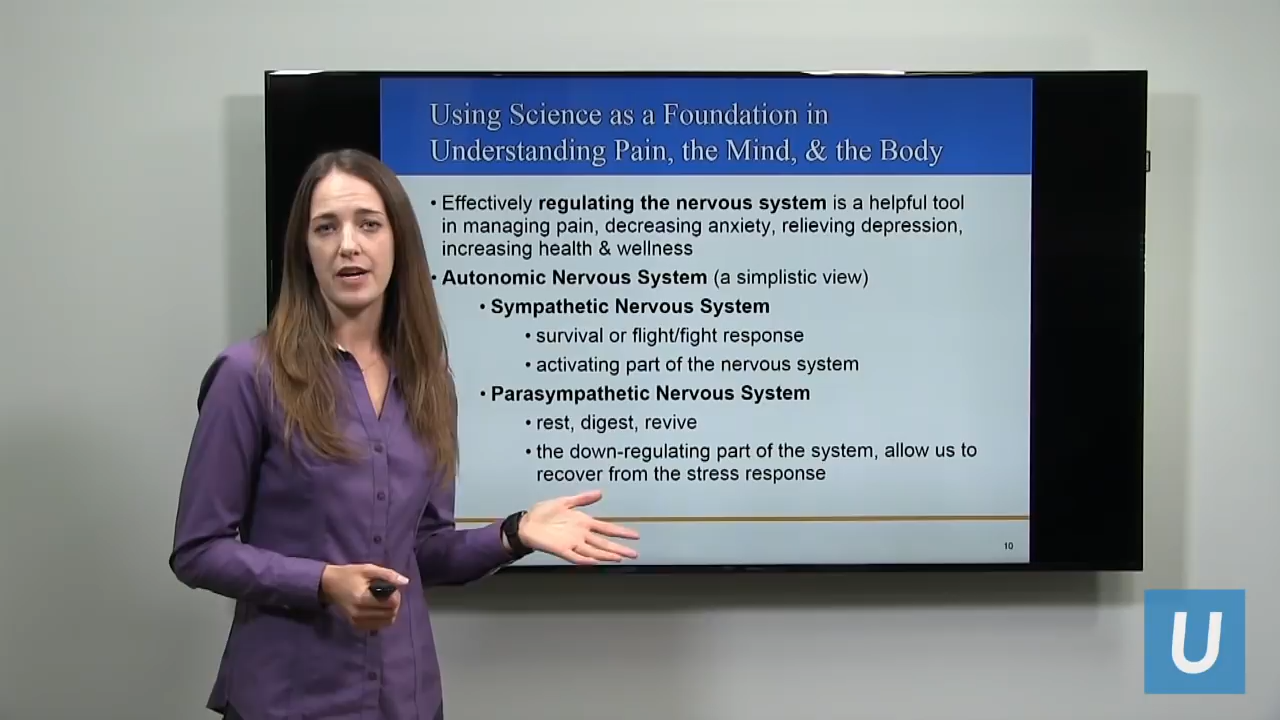 Using Science as a Foundation in
Understanding Pain, the Mind, & the Body
• Effectively regulating the nervous system is a helpful tool
in managing pain, decreasing anxiety, relieving depression,
increasing health & wellness
• Autonomic Nervous System (a simplistic view)
• Sympathetic Nervous System
• survival or flight/fight response
• activating part of the nervous system
• Parasympathetic Nervous System
• rest, digest, revive
• the down-regulating part of the system, allow us to
recover from the stress response
10
U